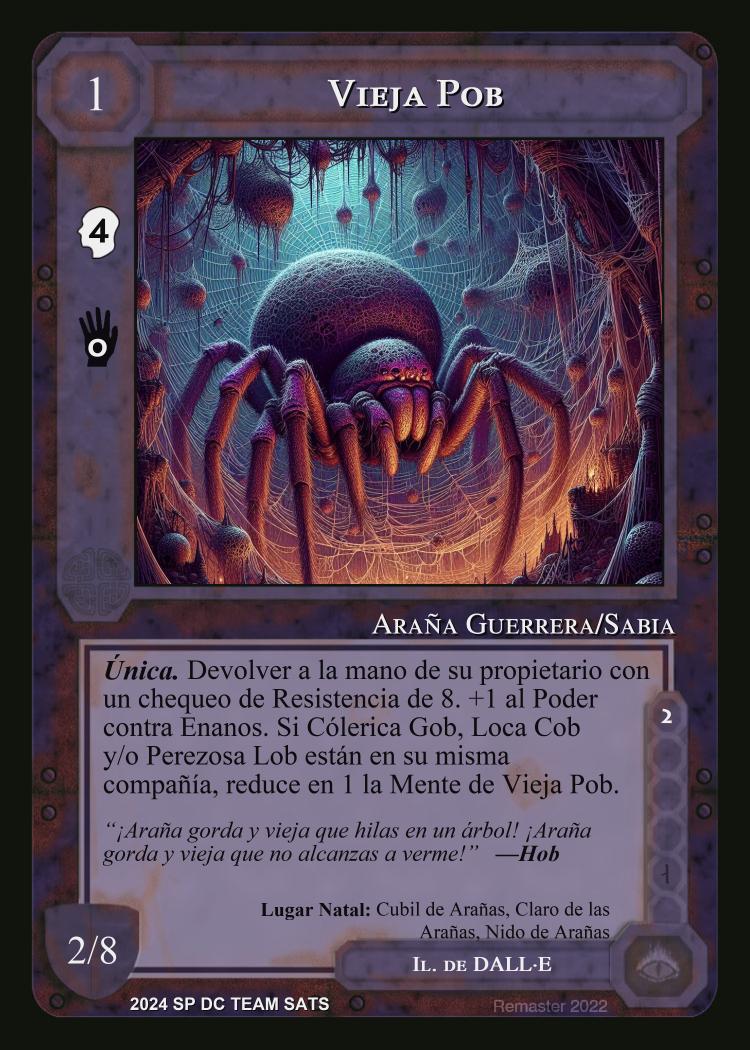 1
Vieja Pob
4
0
Araña Guerrera/Sabia
Única. Devolver a la mano de su propietario con
un chequeo de Resistencia de 8. +1 al Poder
contra Enanos. Si Cólerica Gob, Loca Cob
y/o Perezosa Lob están en su misma
compañía, reduce en 1 la Mente de Vieja Pob.
2
“¡Araña gorda y vieja que hilas en un árbol! ¡Araña
gorda y vieja que no alcanzas a verme!” —Hob
Lugar Natal: Cubil de Arañas, Claro de las
Arañas, Nido de Arañas
2/8
Il. de DALL·E
2024 SP DC TEAM SATS
Remaster 2022